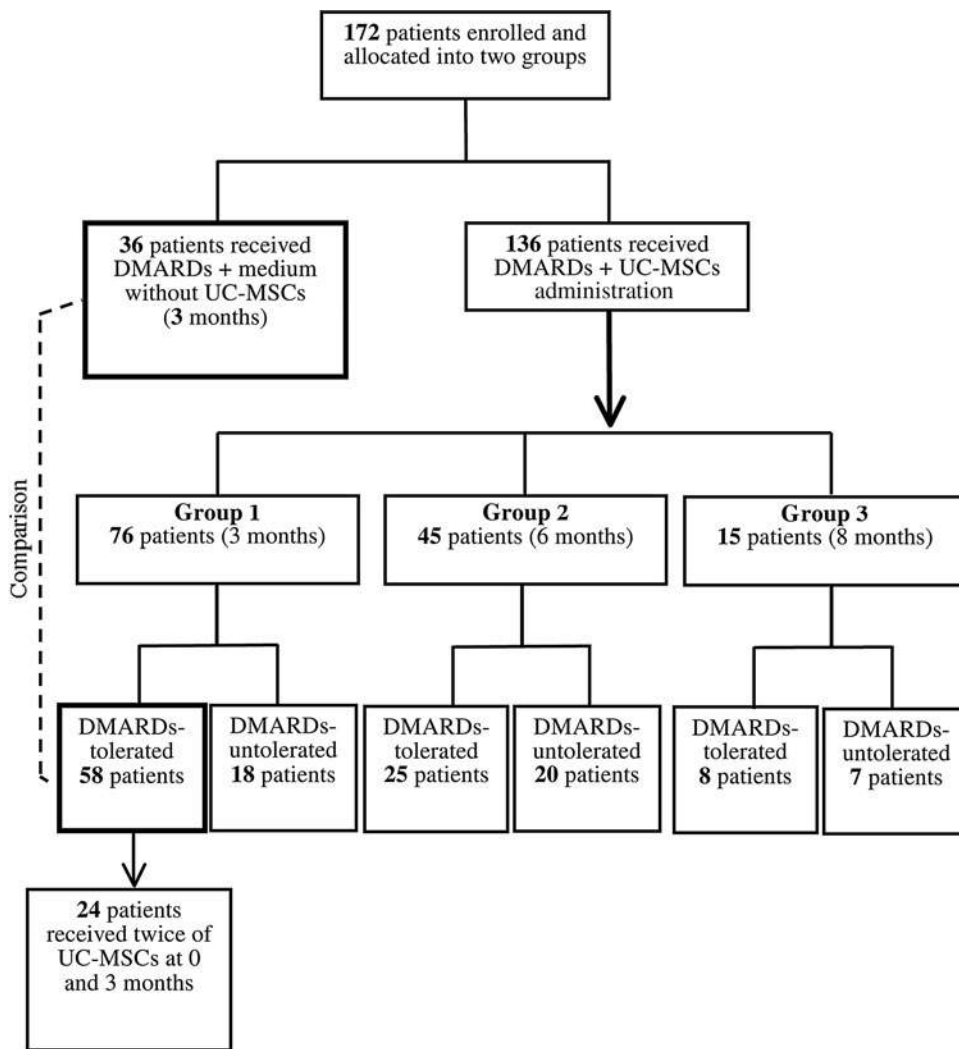 172 patients enrolled and
allocated into two groups
36 patients received
DMARDs + medium
without UC-MSCs
(3 months)
136 patients received
DMARDs + UC-MSCs
administration
Comparison
Group 1
76 patients (3 months)
Group 2
45 patients (6 months)
Group 3
15 patients (8 months)
DMARDs-
tolerated
58 patients
DMARDs-
untolerated
18 patients
DMARDs-
tolerated
25 patients
DMARDs-
untolerated
20 patients
DMARDs-
tolerated
8 patients
DMARDs-
untolerated
7 patients
24 patients
received twice of
UC-MSCs at 0
and 3 months